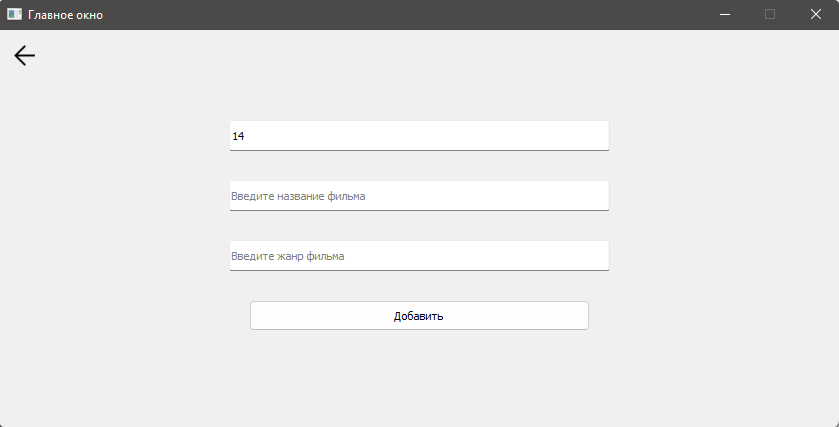 Главное окно
14
Введите название фильма
Введите жанр фильма
Добавить